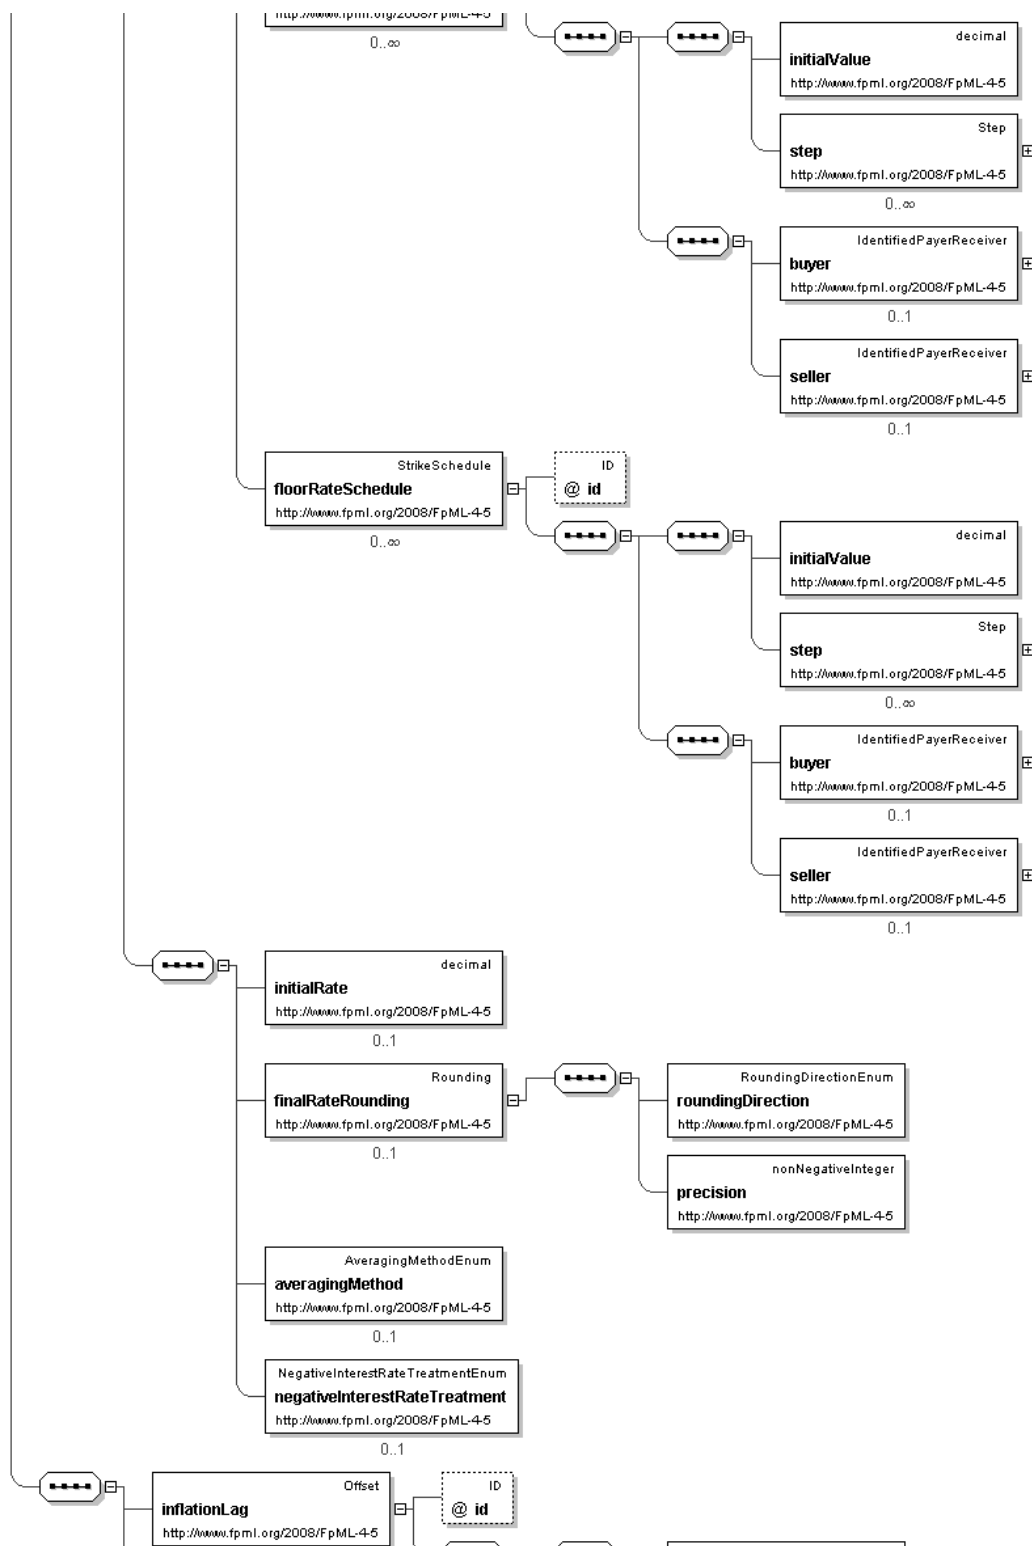 http://www.fpml.org/2008/FpML-4-5
0..∞
decimal
initialValue
http://www.fpml.org/2008/FpML-4-5
Step
step
http://www.fpml.org/2008/FpML-4-5
0..∞
IdentifiedPayerReceiver
buyer
http://www.fpml.org/2008/FpML-4-5
0..1
IdentifiedPayerReceiver
seller
http://www.fpml.org/2008/FpML-4-5
0..1
StrikeSchedule
floorRateSchedule
http://www.fpml.org/2008/FpML-4-5
0..∞
ID
@ id
decimal
initialValue
http://www.fpml.org/2008/FpML-4-5
Step
step
http://www.fpml.org/2008/FpML-4-5
0..∞
IdentifiedPayerReceiver
buyer
http://www.fpml.org/2008/FpML-4-5
0..1
IdentifiedPayerReceiver
seller
http://www.fpml.org/2008/FpML-4-5
0..1
decimal
initialRate
http://www.fpml.org/2008/FpML-4-5
0..1
Rounding
finalRateRounding
http://www.fpml.org/2008/FpML-4-5
0..1
RoundingDirectionEnum
roundingDirection
http://www.fpml.org/2008/FpML-4-5
nonNegativeInteger
precision
http://www.fpml.org/2008/FpML-4-5
AveragingMethodEnum
averagingMethod
http://www.fpml.org/2008/FpML-4-5
0..1
NegativeInterestRateTreatmentEnum
negativeInterestRateTreatment
http://www.fpml.org/2008/FpML-4-5
0..1
Offset
inflationLag
http://www.fpml.org/2008/FpML-4-5
ID
@ id